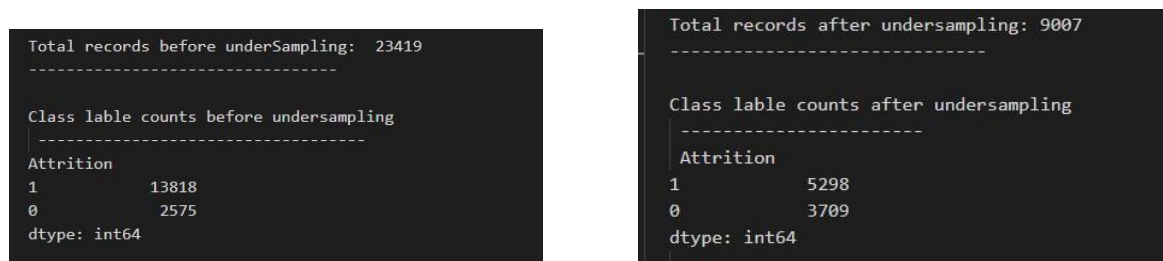 Total records before underSampling:  23419
---------------------------------
Class lable counts before undersampling
-----------------------------------
Attrition
1             13818
0              2575
dtype: int64
Total records after undersampling: 9007
------------------------------
Class lable counts after undersampling
-----------------------
Attrition
1            5298
0            3709
dtype: int64